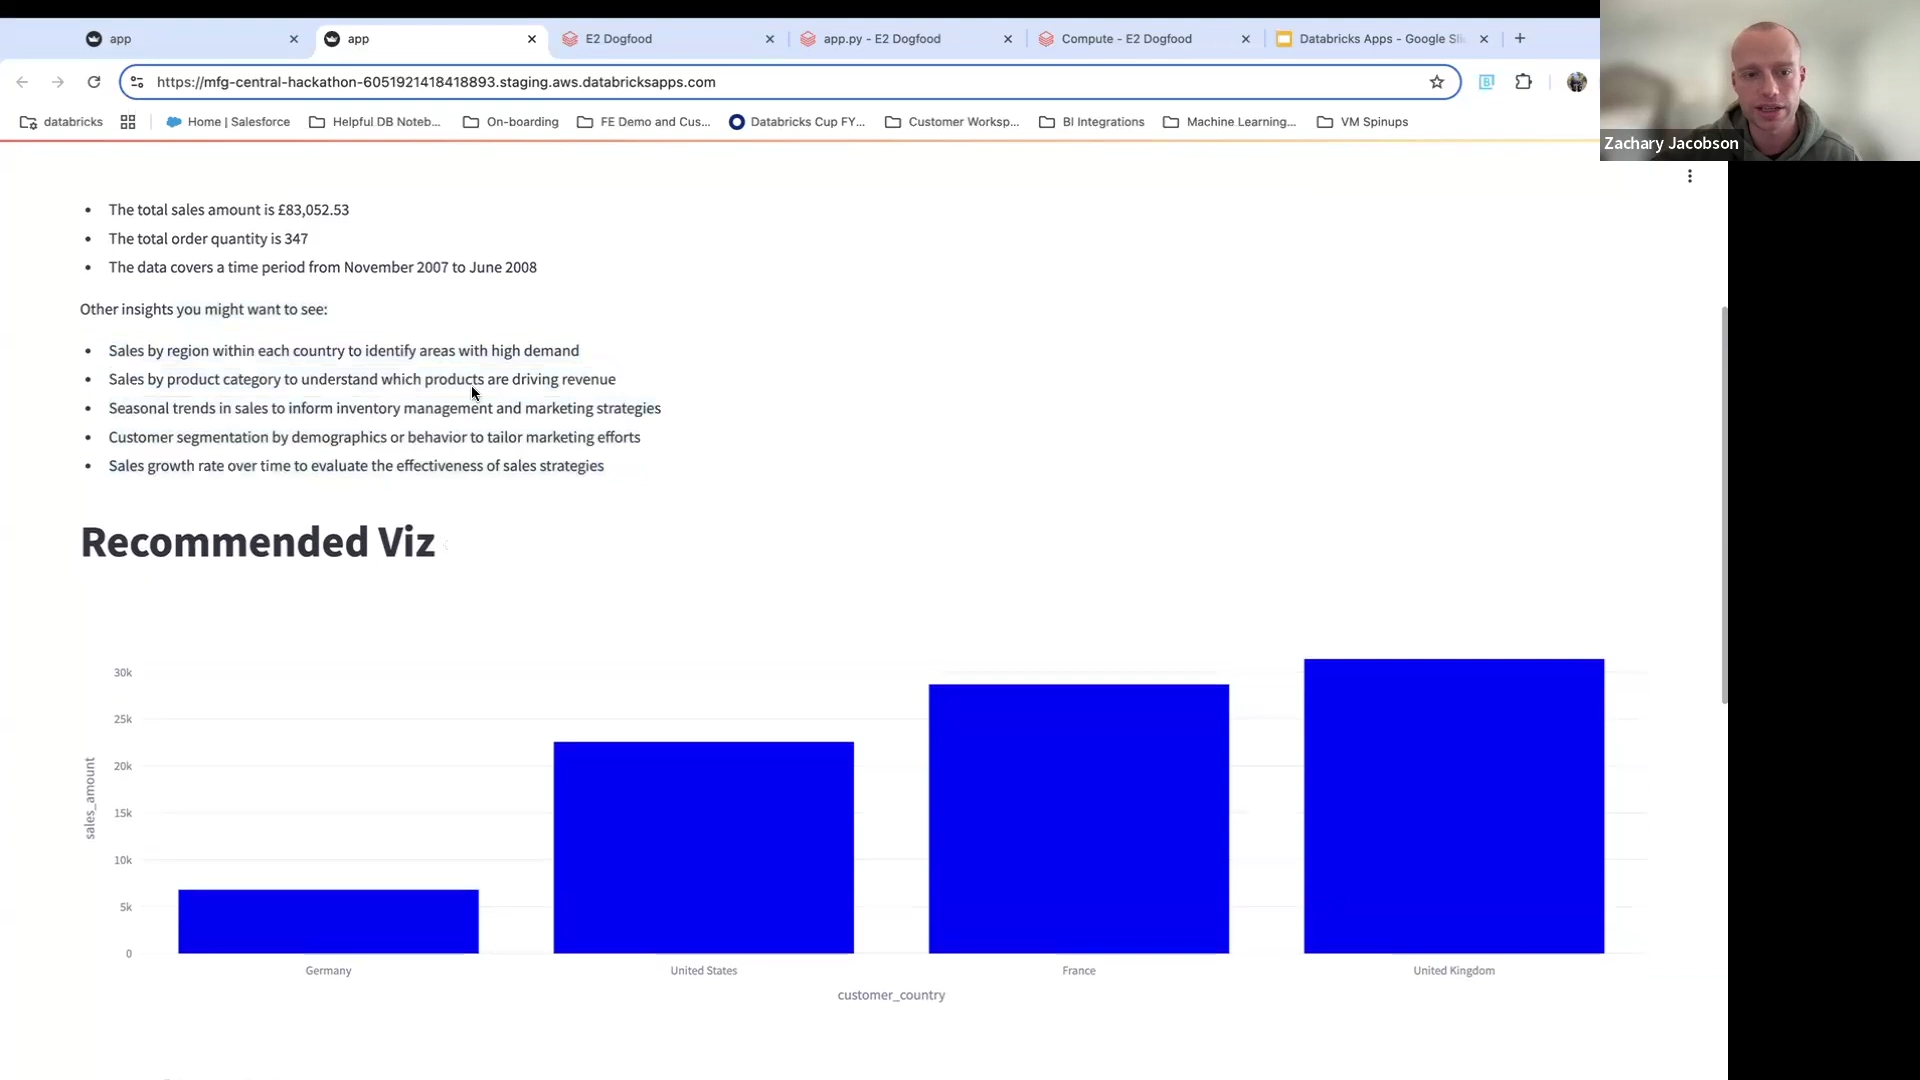 app
app
E2 Dogfood
app.py - E2 Dogfood
Compute - E2 Dogfood
Databricks Apps - Google Sli
https://mfg-central-hackathon-6051921418418893.staging.aws.databricksapps.com
databricks
Home | Salesforce
Helpful DB Noteb...
On-boarding
FE Demo and Cus...
Databricks Cup FY...
Customer Worksp...
BI Integrations
Machine Learning...
VM Spinups
Zachary Jacobson
• The total sales amount is £83,052.53
• The total order quantity is 347
• The data covers a time period from November 2007 to June 2008
Other insights you might want to see:
• Sales by region within each country to identify areas with high demand
• Sales by product category to understand which products are driving revenue
• Seasonal trends in sales to inform inventory management and marketing strategies
• Customer segmentation by demographics or behavior to tailor marketing efforts
• Sales growth rate over time to evaluate the effectiveness of sales strategies
Recommended Viz
30k
25k
20k
15k
10k
5k
0
sales_amount
Germany
United States
France
United Kingdom
customer_country